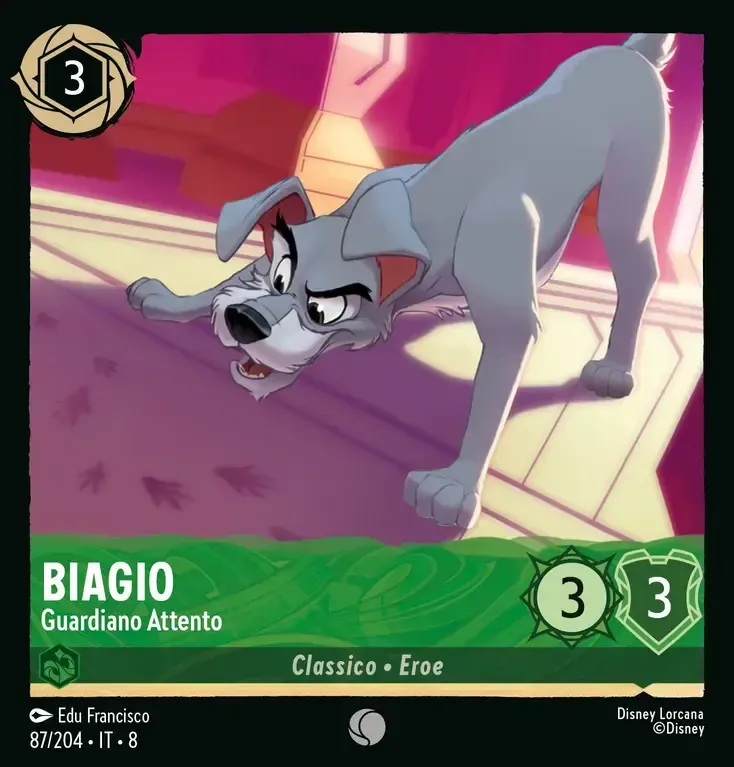 3
BIAGIO
Guardiano Attento
3
3
Classico • Eroe
Edu Francisco
87/204 • IT • 8
Disney Lorcana
©Disney